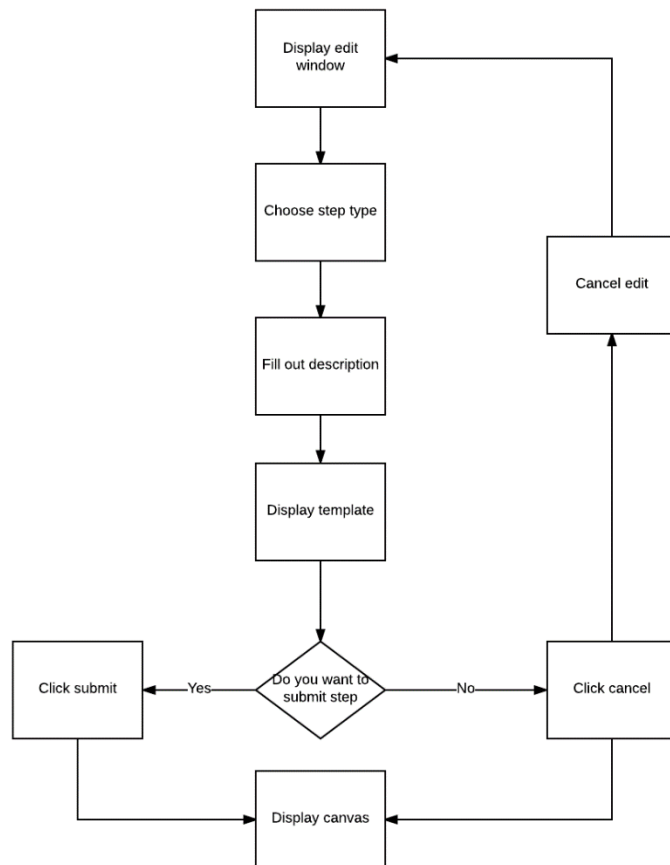 Display edit
window
Choose step type
Cancel edit
Fill out description
Display template
Click submit
Yes
Do you want to
submit step
No
Click cancel
Display canvas